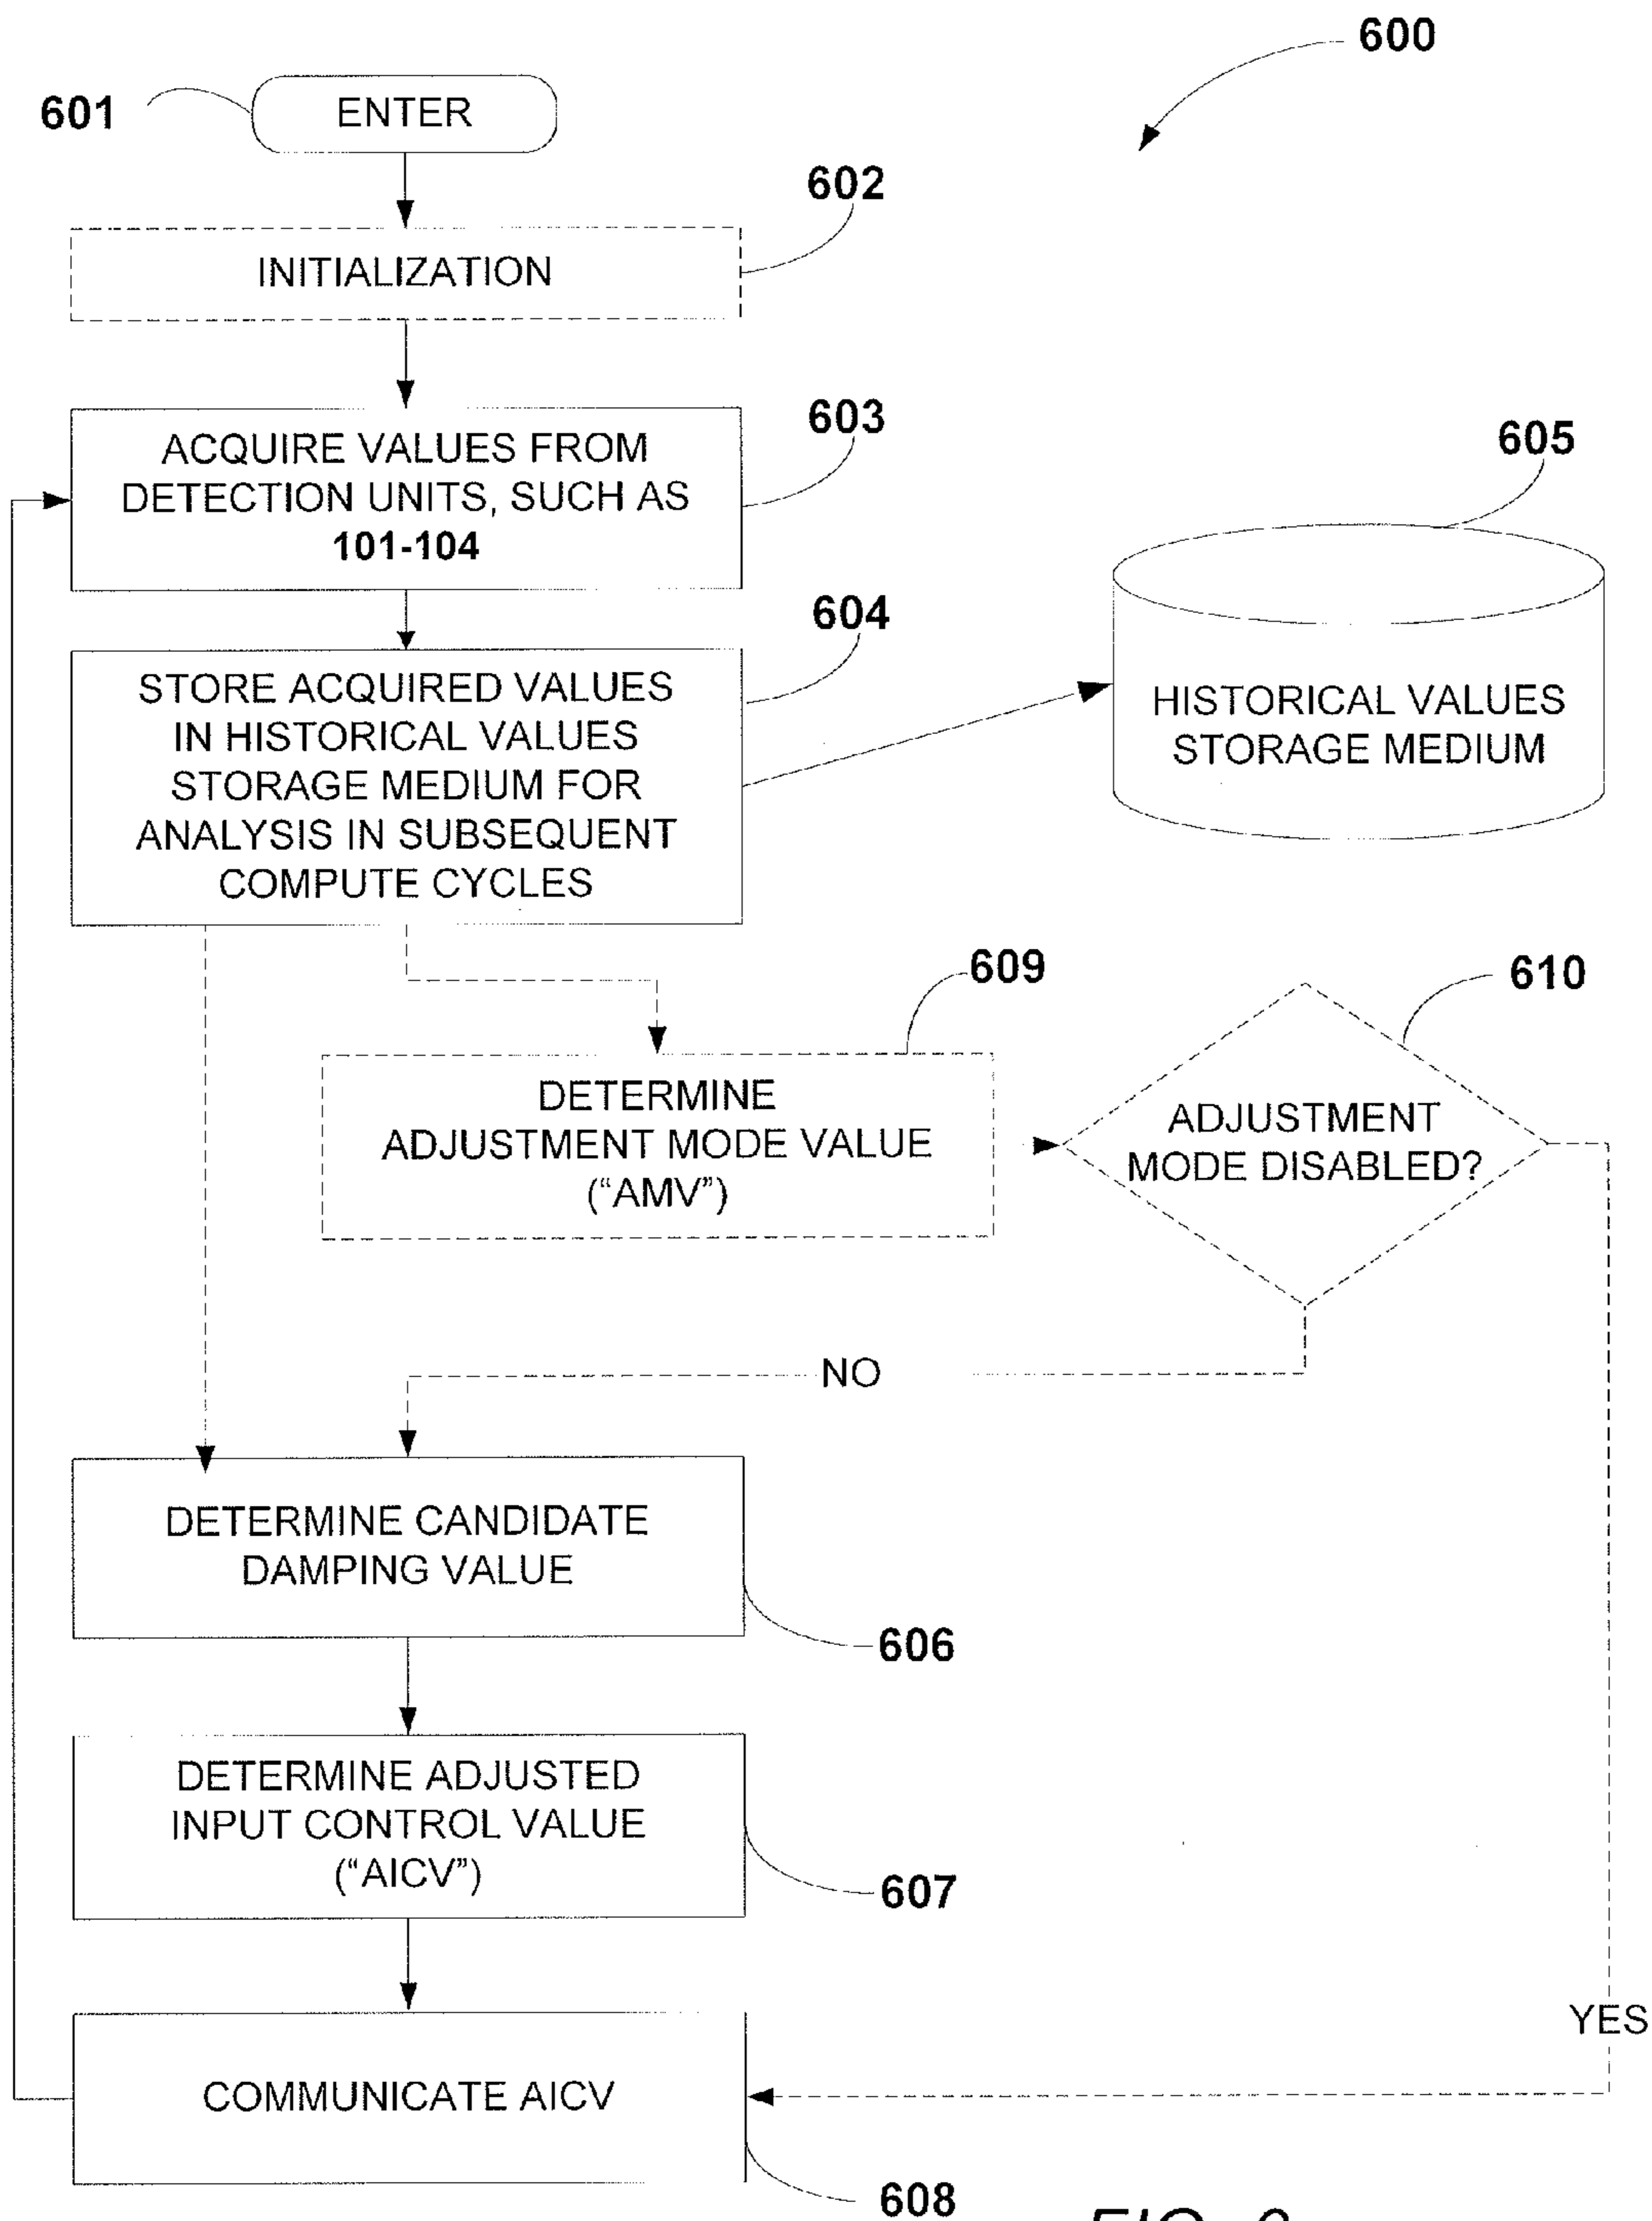 600
601
ENTER
602
INITIALIZATION
603
ACQUIRE VALUES FROM
DETECTION UNITS, SUCH AS
101-104
605
604
STORE ACQUIRED VALUES
IN HISTORICAL VALUES
STORAGE MEDIUM FOR
ANALYSIS IN SUBSEQUENT
COMPUTE CYCLES
HISTORICAL VALUES
STORAGE MEDIUM
609
610
DETERMINE
ADJUSTMENT MODE VALUE
(“AMV”)
ADJUSTMENT
MODE DISABLED?
NO
DETERMINE CANDIDATE
DAMPING VALUE
606
DETERMINE ADJUSTED
INPUT CONTROL VALUE
(“AICV”)
607
YES
COMMUNICATE AICV
608